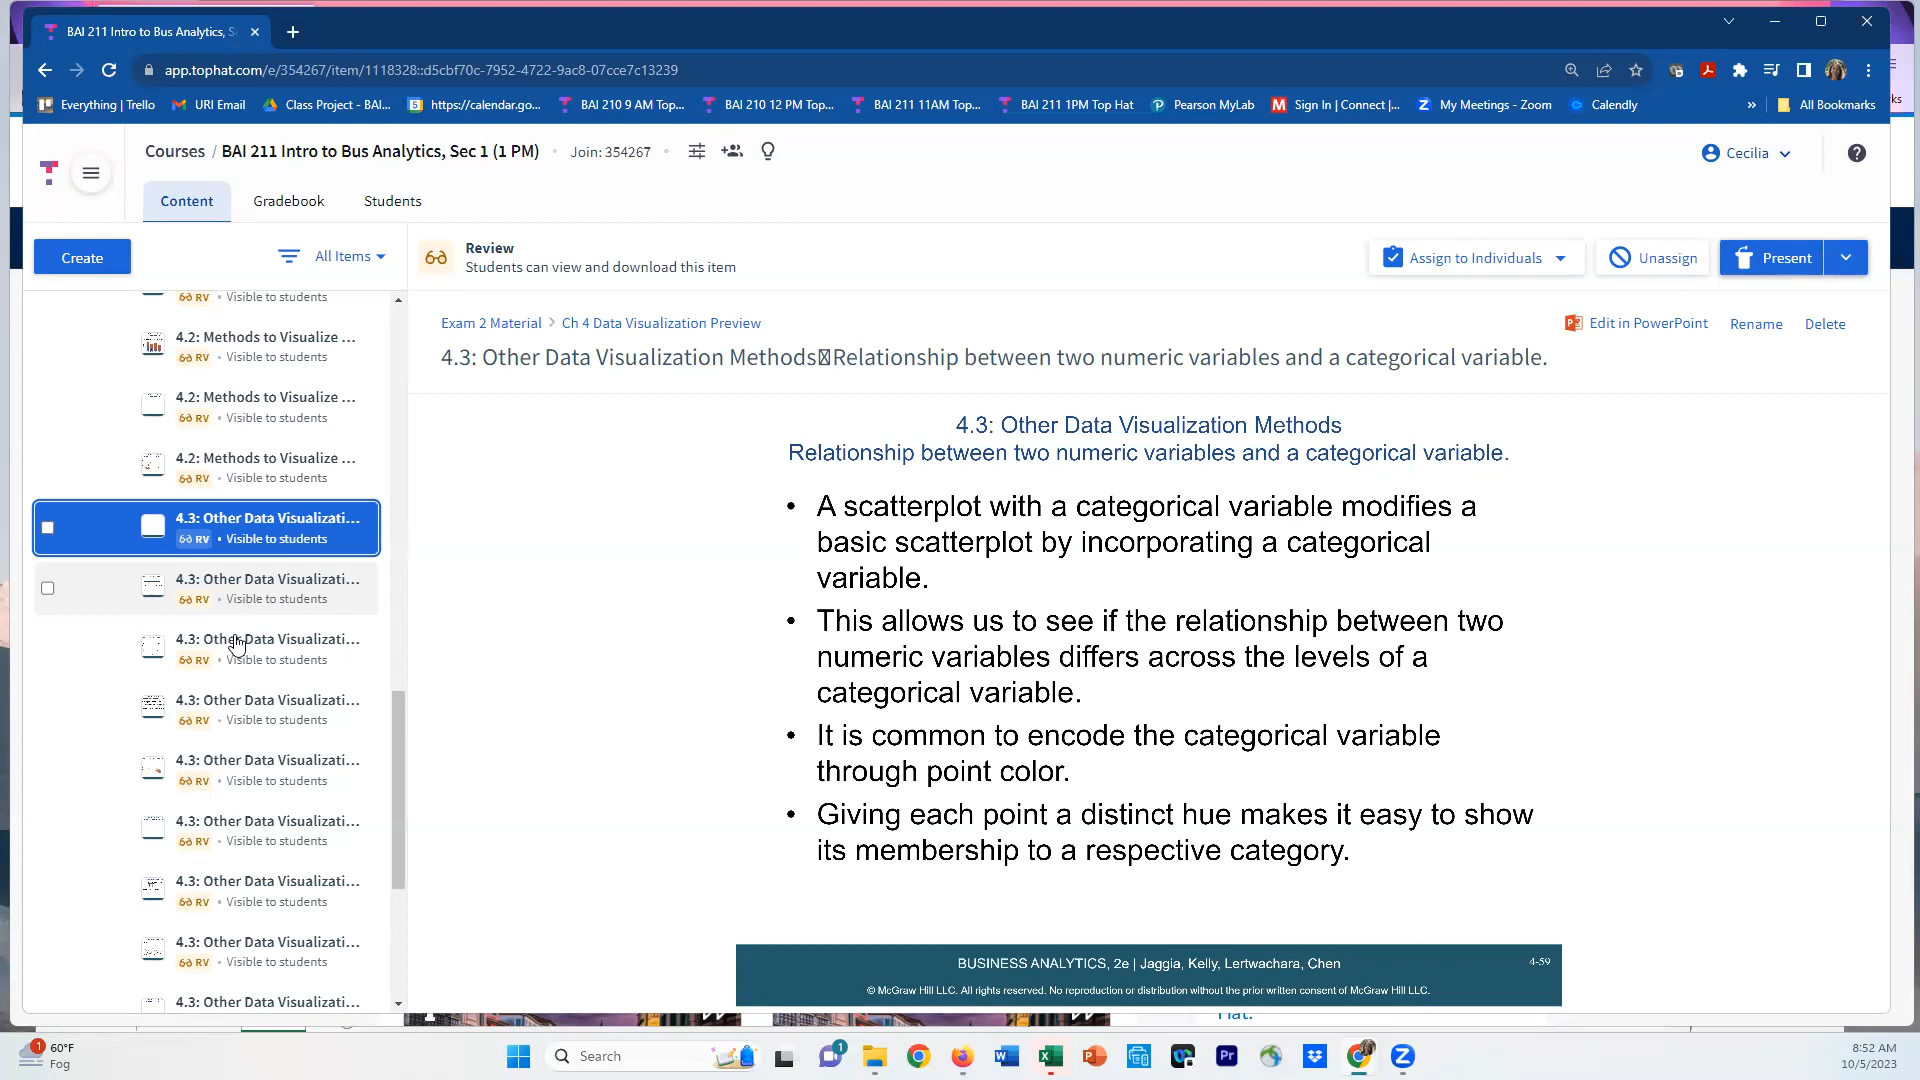 BAI 211 Intro to Bus Analytics, S
app.tophat.com/e/354267/item/1118328::d5cbf70c-7952-4722-9ac8-07cce7c13239
Everything | Trello
URI Email
Class Project - BAI...
https://calendar.go...
BAI 210 9 AM Top...
BAI 210 12 PM Top...
BAI 211 11AM Top...
BAI 211 1PM Top Hat
Pearson MyLab
Sign In | Connect |...
My Meetings - Zoom
Calendly
»
All Bookmarks
Courses / BAI 211 Intro to Bus Analytics, Sec 1 (1 PM)
Join: 354267
Cecilia
Content
Gradebook
Students
Create
All Items
Review
Students can view and download this item
Assign to Individuals
Unassign
Present
RV • Visible to students
4.2: Methods to Visualize ...
RV • Visible to students
4.2: Methods to Visualize ...
RV • Visible to students
4.2: Methods to Visualize ...
RV • Visible to students
4.3: Other Data Visualizati...
RV • Visible to students
4.3: Other Data Visualizati...
RV • Visible to students
4.3: Other Data Visualizati...
RV • Visible to students
4.3: Other Data Visualizati...
RV • Visible to students
4.3: Other Data Visualizati...
RV • Visible to students
4.3: Other Data Visualizati...
RV • Visible to students
4.3: Other Data Visualizati...
RV • Visible to students
4.3: Other Data Visualizati...
RV • Visible to students
4.3: Other Data Visualizati...
Exam 2 Material > Ch 4 Data Visualization Preview
Edit in PowerPoint
Rename
Delete
4.3: Other Data Visualization Methods Relationship between two numeric variables and a categorical variable.
4.3: Other Data Visualization Methods
Relationship between two numeric variables and a categorical variable.
• A scatterplot with a categorical variable modifies a
basic scatterplot by incorporating a categorical
variable.
• This allows us to see if the relationship between two
numeric variables differs across the levels of a
categorical variable.
• It is common to encode the categorical variable
through point color.
• Giving each point a distinct hue makes it easy to show
its membership to a respective category.
BUSINESS ANALYTICS, 2e | Jaggia, Kelly, Lertwachara, Chen
4-59
© McGraw Hill LLC. All rights reserved. No reproduction or distribution without the prior written consent of McGraw Hill LLC.
Hat.
1
60°F
Fog
Search
1
8:52 AM
10/5/2023